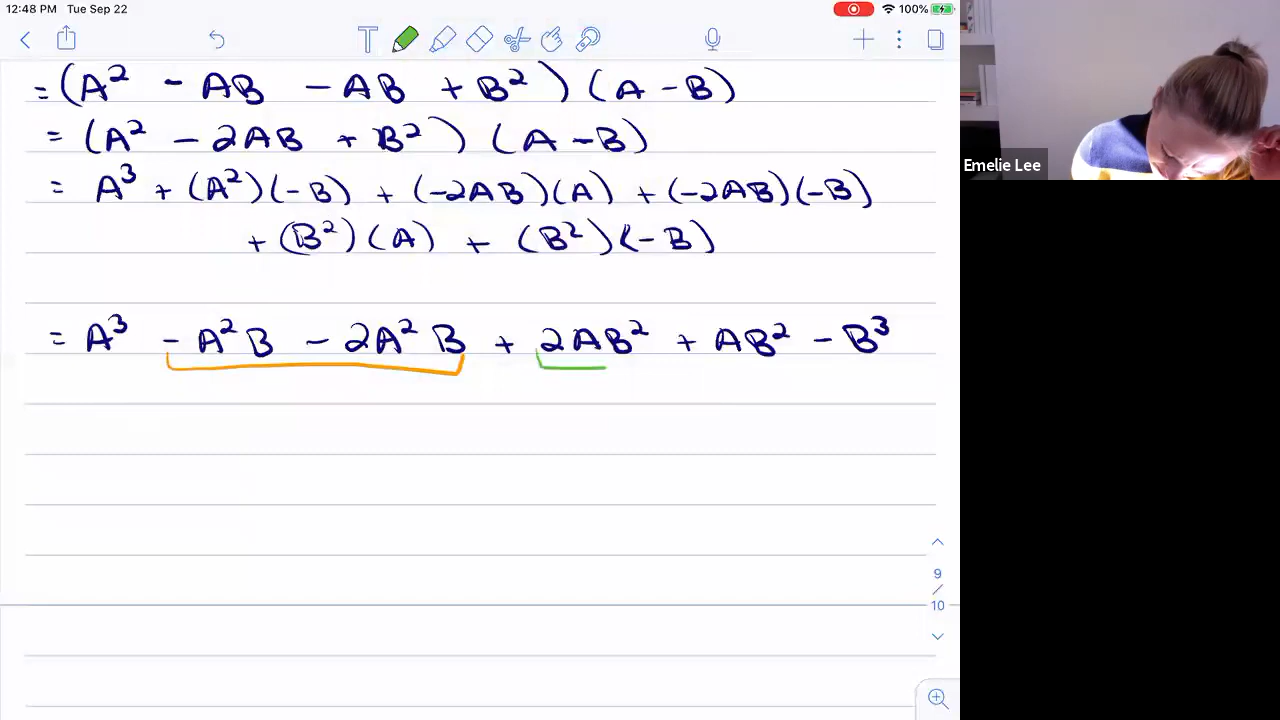 12:48 PM Tue Sep 22 100%
T
= (A² - AB - AB + B²) (A - B)
Emelie Lee
= (A² - 2AB + B²) (A - B)
= A³ + (A²)(-B) + (-2AB)(A) + (-2AB)(-B)
+ (B²)(A) + (B²)(-B)
= A³ - A²B - 2A²B + 2AB² + AB² - B³
9
/
10